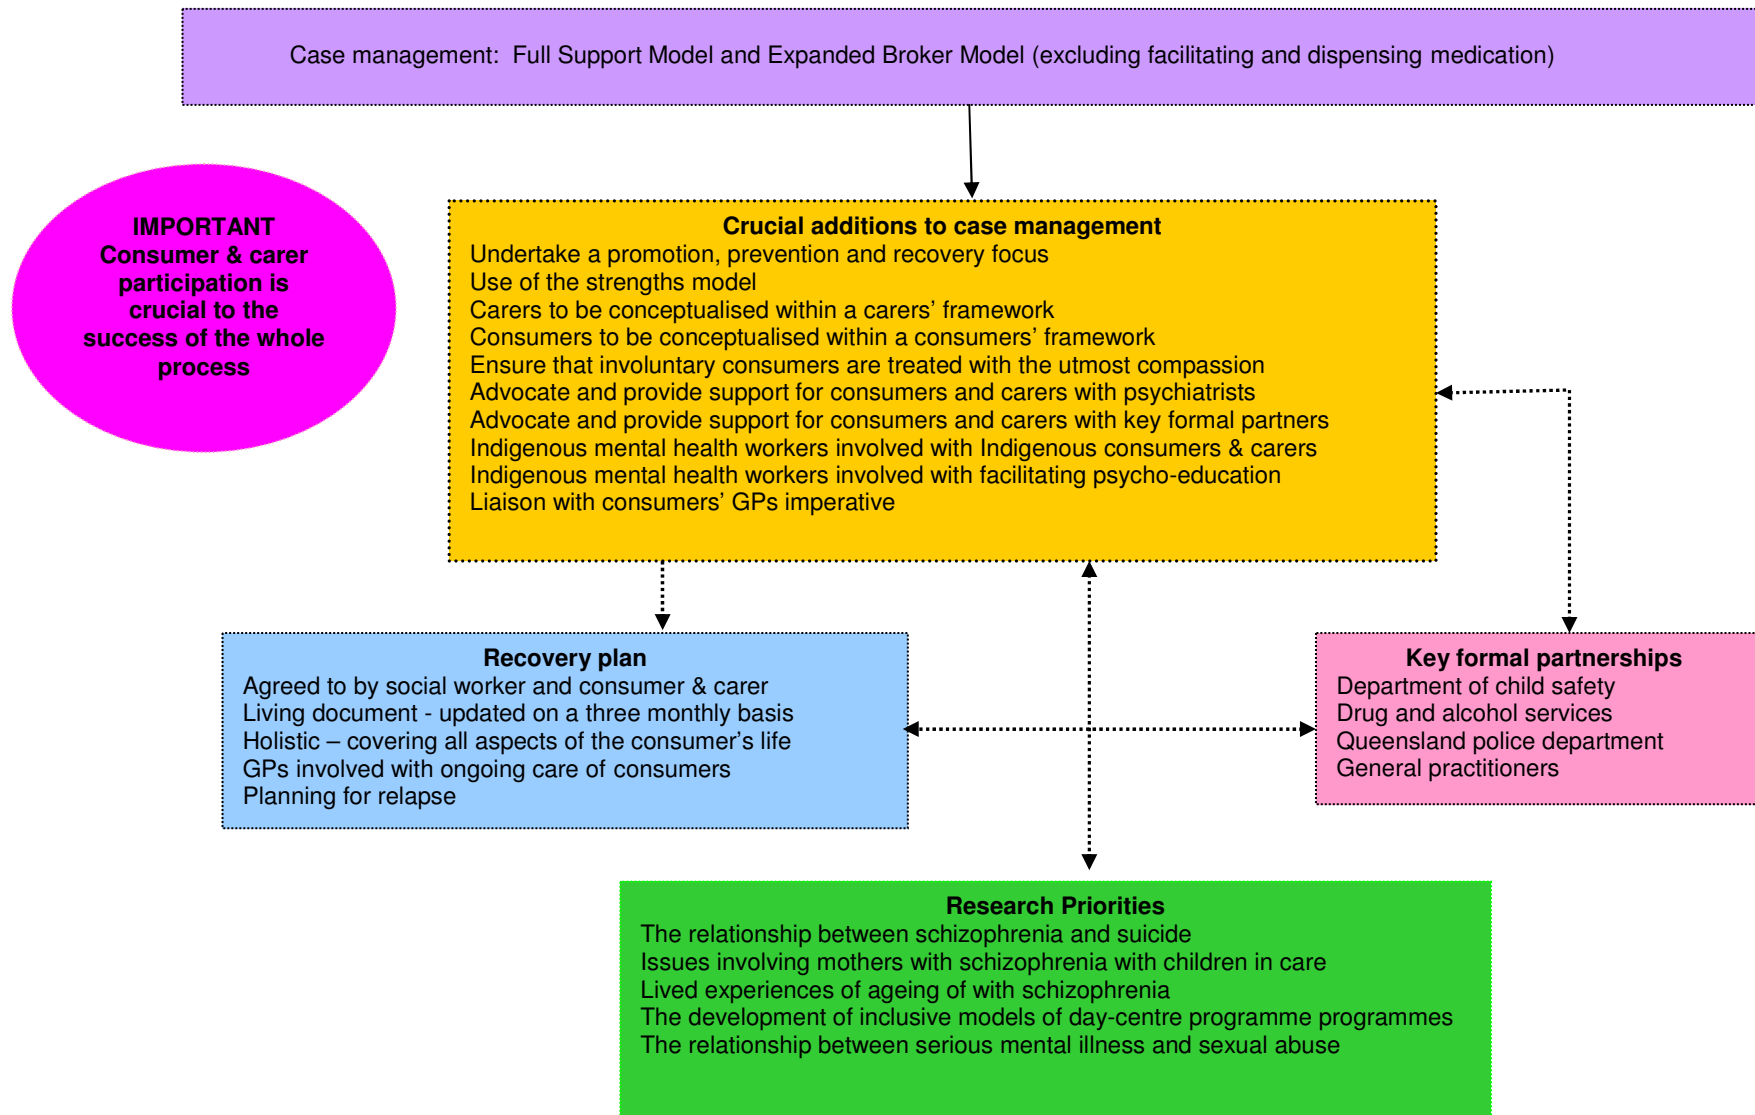 Case management:  Full Support Model and Expanded Broker Model (excluding facilitating and dispensing medication)
IMPORTANT
Consumer & carer
participation is
crucial to the
success of the whole
process
Crucial additions to case management
Undertake a promotion, prevention and recovery focus
Use of the strengths model
Carers to be conceptualised within a carers’ framework
Consumers to be conceptualised within a consumers’ framework
Ensure that involuntary consumers are treated with the utmost compassion
Advocate and provide support for consumers and carers with psychiatrists
Advocate and provide support for consumers and carers with key formal partners
Indigenous mental health workers involved with Indigenous consumers & carers
Indigenous mental health workers involved with facilitating psycho-education
Liaison with consumers’ GPs imperative
Recovery plan
Agreed to by social worker and consumer & carer
Living document - updated on a three monthly basis
Holistic – covering all aspects of the consumer’s life
GPs involved with ongoing care of consumers
Planning for relapse
Key formal partnerships
Department of child safety
Drug and alcohol services
Queensland police department
General practitioners
Research Priorities
The relationship between schizophrenia and suicide
Issues involving mothers with schizophrenia with children in care
Lived experiences of ageing of with schizophrenia
The development of inclusive models of day-centre programme programmes
The relationship between serious mental illness and sexual abuse